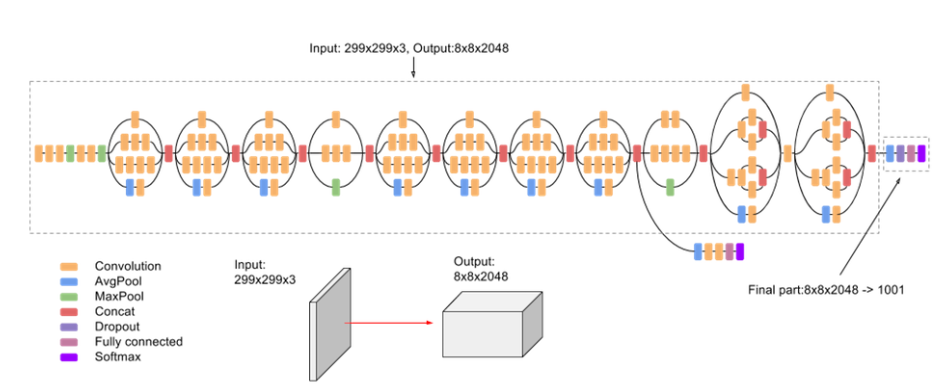 Input: 299x299x3, Output:8x8x2048
Final part:8x8x2048 -> 1001
Convolution
AvgPool
MaxPool
Concat
Dropout
Fully connected
Softmax
Input:
299x299x3
Output:
8x8x2048